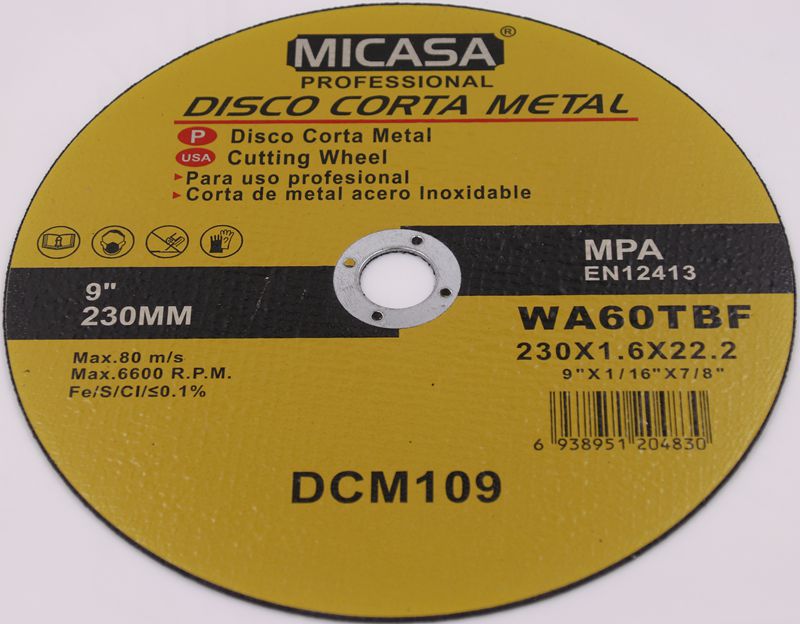 MICASA®
PROFESSIONAL
DISCO CORTA METAL
P Disco Corta Metal
USA Cutting Wheel
Para uso profesional
Corta de metal acero Inoxidable
9"
230MM
MPA
EN12413
Max.80 m/s
Max.6600 R.P.M.
Fe/S/Cl/≤0.1%
WA60TBF
230X1.6X22.2
9"X1/16"X7/8"
6 938951 204830
DCM109